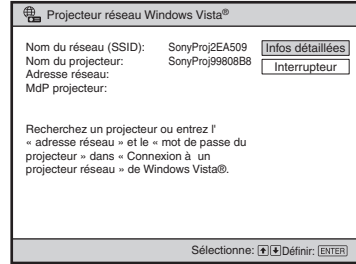 Projecteur réseau Windows Vista®
Nom du réseau (SSID): SonyProj2EA509 Infos détaillées
Nom du projecteur: SonyProj99808B8 Interrupteur
Adresse réseau:
MdP projecteur:
Recherchez un projecteur ou entrez l'
« adresse réseau » et le « mot de passe du
projecteur » dans « Connexion à un
projecteur réseau » de Windows Vista®.
Sélectionne: Définir: ENTER